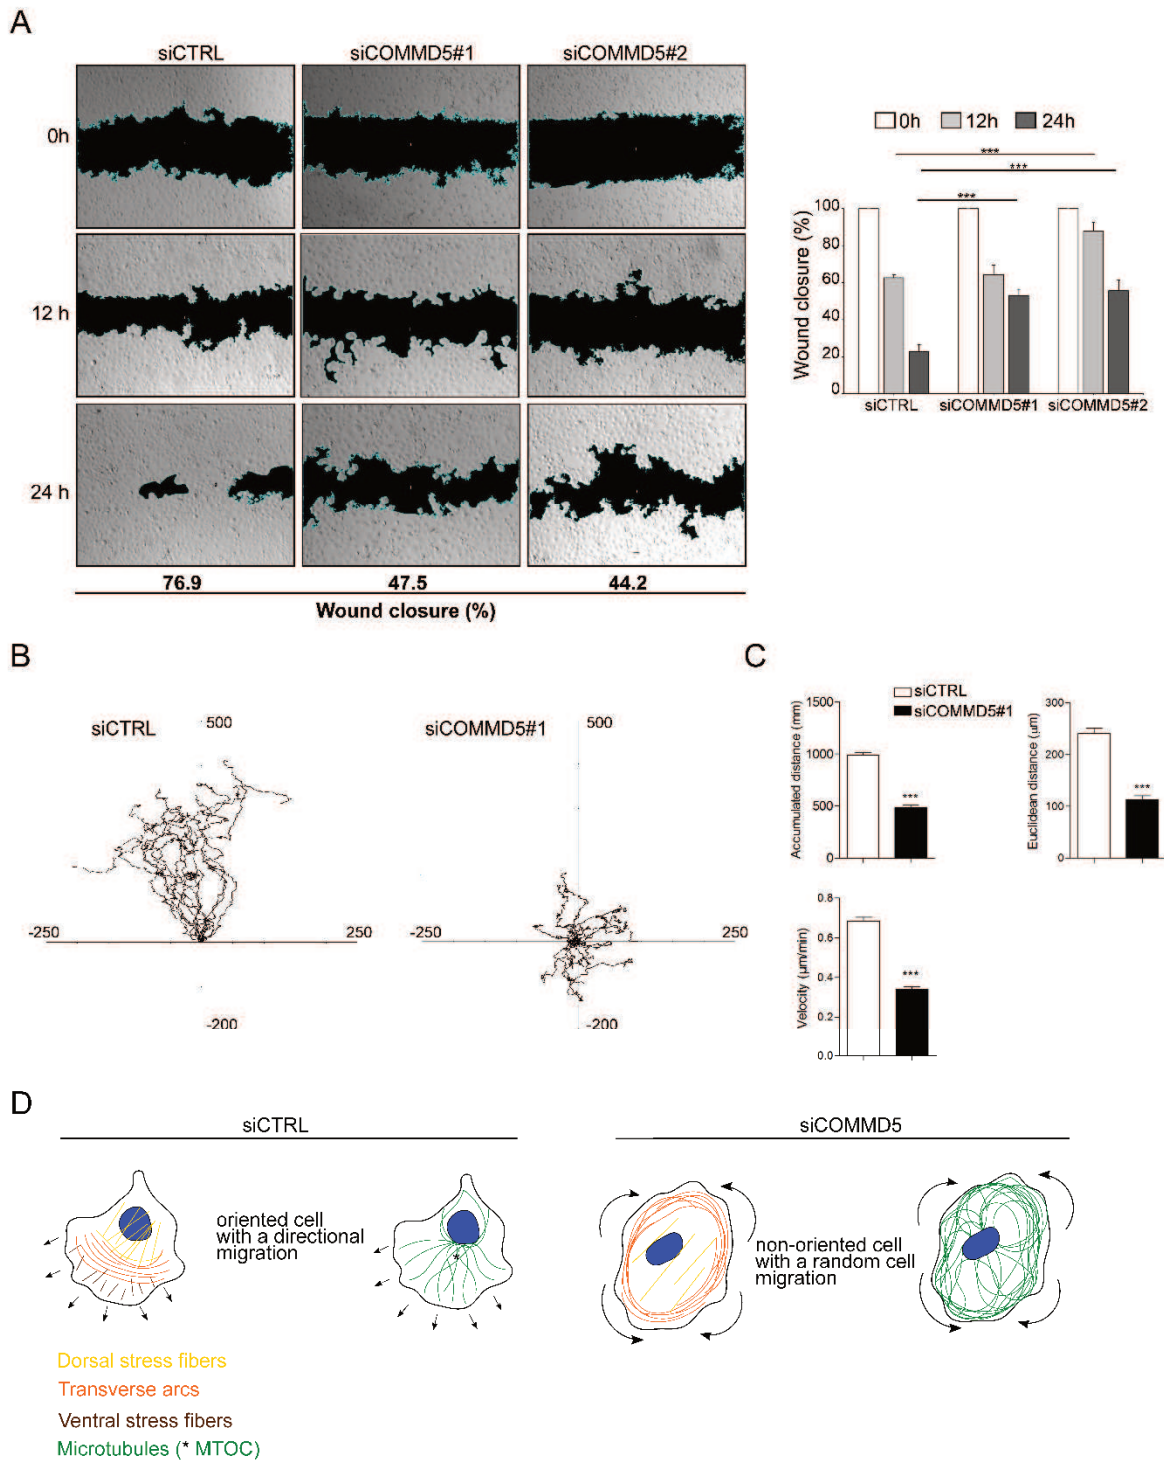 A
siCTRL
siCOMMD5#1
siCOMMD5#2
0h
12 h
24 h
76.9
47.5
44.2
Wound closure (%)
0h
12h
24h
***
***
***
Wound closure (%)
100
80
60
40
20
0
siCTRL
siCOMMD5#1
siCOMMD5#2
B
siCTRL
500
-250
250
-200
siCOMMD5#1
500
-250
250
-200
C
siCTRL
siCOMMD5#1
Accumulated distance (mm)
1500
1000
500
0
***
Euclidean distance (µm)
300
200
100
0
***
Velocity (µm/min)
0.8
0.6
0.4
0.2
0.0
***
D
siCTRL
oriented cell
with a directional
migration
*
siCOMMD5
non-oriented cell
with a random cell
migration
Dorsal stress fibers
Transverse arcs
Ventral stress fibers
Microtubules (* MTOC)